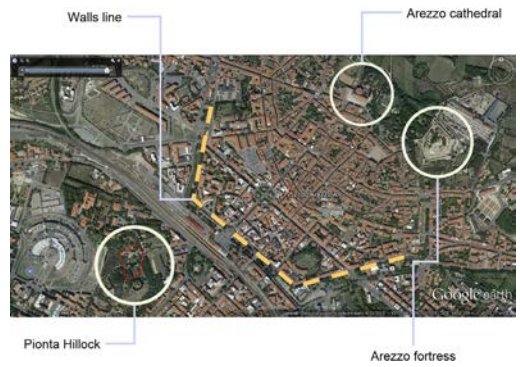 Walls line
Arezzo cathedral
Google earth
Pionta Hillock
Arezzo fortress